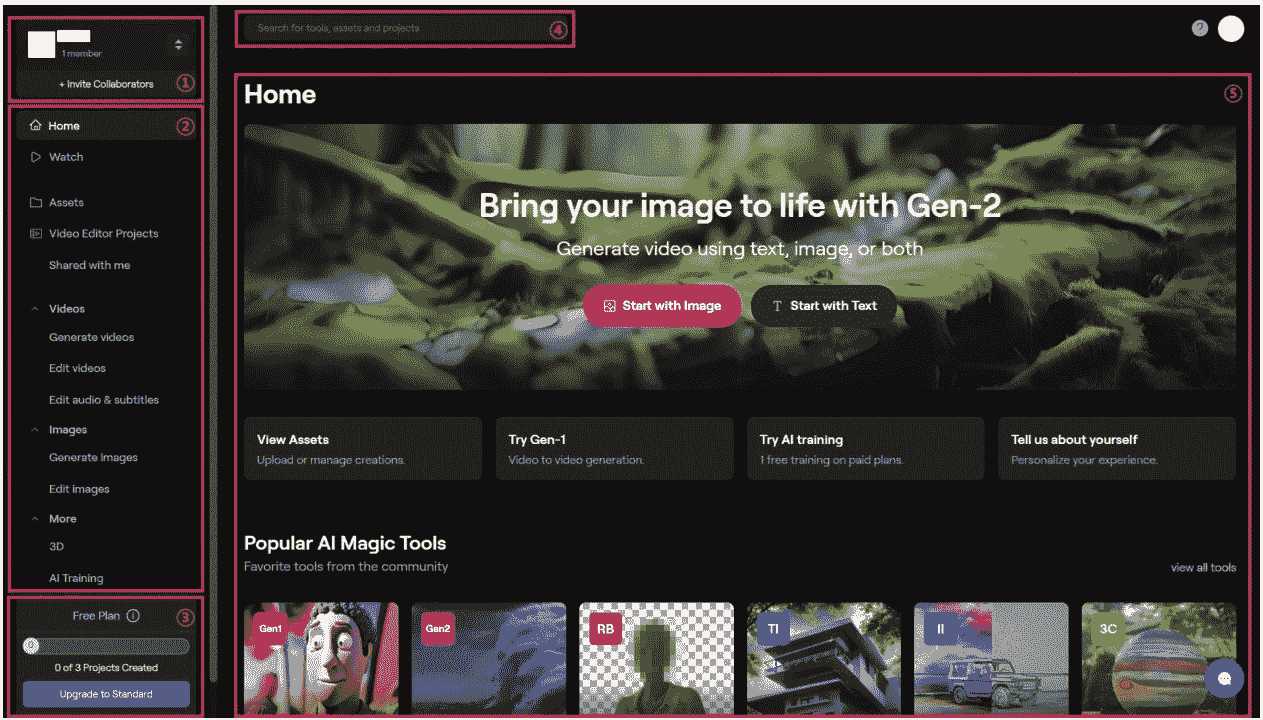 1 member
+ Invite Collaborators
①
Home
②
Watch
Assets
Video Editor Projects
Shared with me
Videos
Generate videos
Edit videos
Edit audio & subtitles
Images
Generate images
Edit images
More
3D
AI Training
Free Plan
③
0
0 of 3 Projects Created
Upgrade to Standard
Search for tools, assets and projects
④
?
Home
⑤
Bring your image to life with Gen-2
Generate video using text, image, or both
Start with Image
T Start with Text
View Assets
Upload or manage creations.
Try Gen-1
Video to video generation.
Try AI training
1 free training on paid plans.
Tell us about yourself
Personalize your experience.
Popular AI Magic Tools
Favorite tools from the community
view all tools
Gen1
Gen2
RB
TI
II
3C